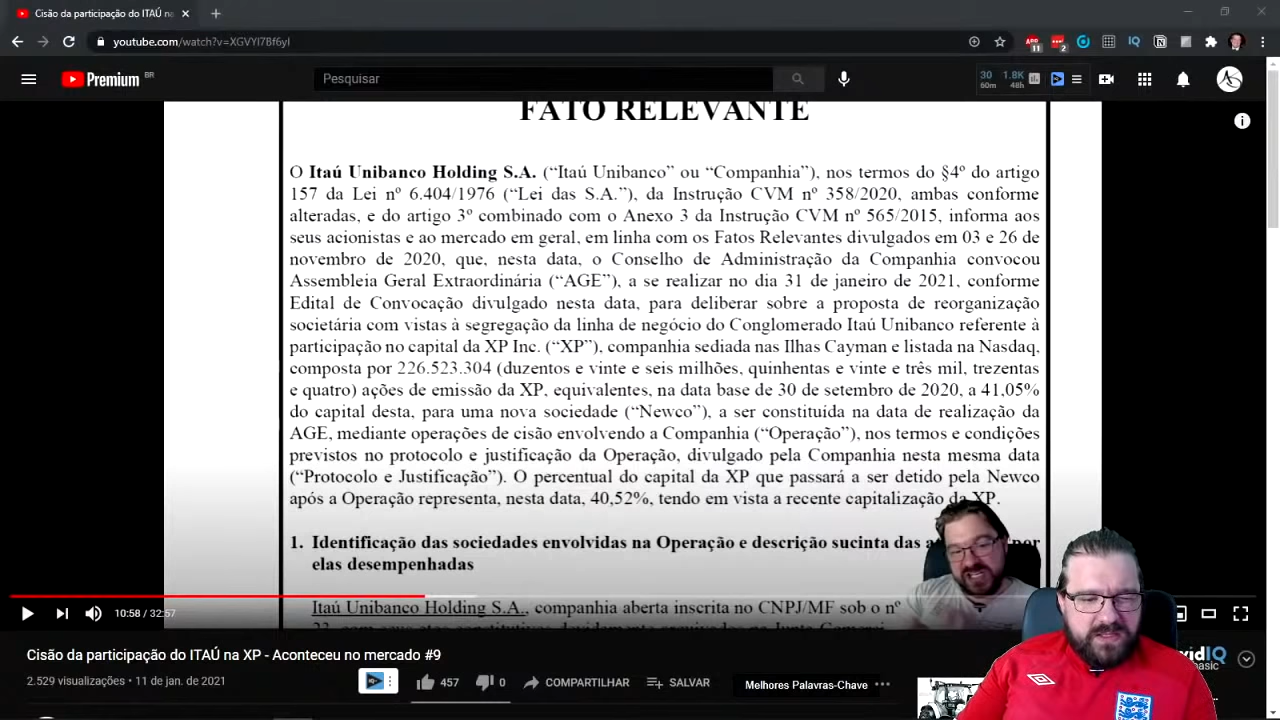 Cisão da participação do ITAÚ na
youtube.com/watch?v=XGVYl78f6yI
11
2
IQ
Premium BR
Pesquisar
30 1.8K
60m 48h
FATO RELEVANTE
O Itaú Unibanco Holding S.A. (“Itaú Unibanco” ou “Companhia”), nos termos do §4º do artigo
157 da Lei nº 6.404/1976 (“Lei das S.A.”), da Instrução CVM nº 358/2020, ambas conforme
alteradas, e do artigo 3º combinado com o Anexo 3 da Instrução CVM nº 565/2015, informa aos
seus acionistas e ao mercado em geral, em linha com os Fatos Relevantes divulgados em 03 e 26 de
novembro de 2020, que, nesta data, o Conselho de Administração da Companhia convocou
Assembleia Geral Extraordinária (“AGE”), a se realizar no dia 31 de janeiro de 2021, conforme
Edital de Convocação divulgado nesta data, para deliberar sobre a proposta de reorganização
societária com vistas à segregação da linha de negócio do Conglomerado Itaú Unibanco referente à
participação no capital da XP Inc. (“XP”), companhia sediada nas Ilhas Cayman e listada na Nasdaq,
composta por 226.523.304 (duzentos e vinte e seis milhões, quinhentas e vinte e três mil, trezentas
e quatro) ações de emissão da XP, equivalentes, na data base de 30 de setembro de 2020, a 41,05%
do capital desta, para uma nova sociedade (“Newco”), a ser constituída na data de realização da
AGE, mediante operações de cisão envolvendo a Companhia (“Operação”), nos termos e condições
previstos no protocolo e justificação da Operação, divulgado pela Companhia nesta mesma data
(“Protocolo e Justificação”). O percentual do capital da XP que passará a ser detido pela Newco
após a Operação representa, nesta data, 40,52%, tendo em vista a recente capitalização da XP.
1. Identificação das sociedades envolvidas na Operação e descrição sucinta das por
elas desempenhadas
Itaú Unibanco Holding S.A., companhia aberta inscrita no CNPJ/MF sob o nº
10:58 / 32:57
Cisão da participação do ITAÚ na XP - Aconteceu no mercado #9
2.529 visualizações • 11 de jan. de 2021
457
0
COMPARTILHAR
SALVAR
Melhores Palavras-Chave
vidIQ
basic